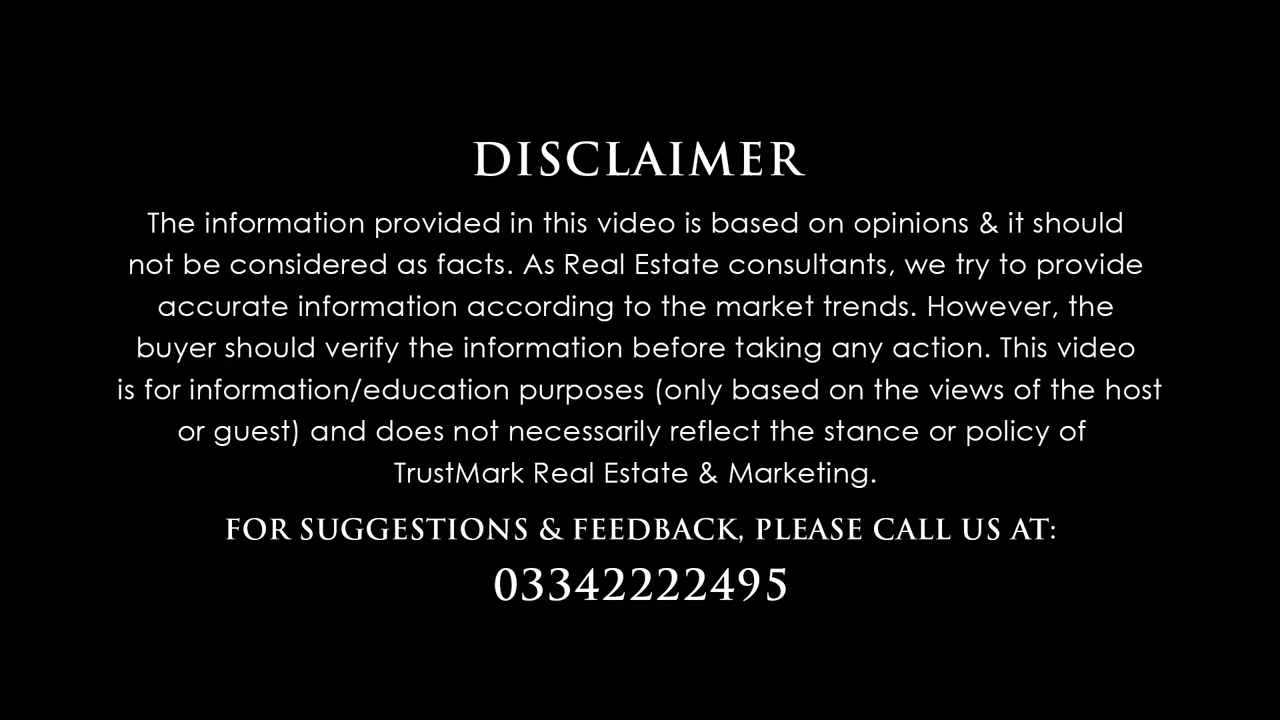 DISCLAIMER
The information provided in this video is based on opinions & it should
not be considered as facts. As Real Estate consultants, we try to provide
accurate information according to the market trends. However, the
buyer should verify the information before taking any action. This video
is for information/education purposes (only based on the views of the host
or guest) and does not necessarily reflect the stance or policy of
TrustMark Real Estate & Marketing.
FOR SUGGESTIONS & FEEDBACK, PLEASE CALL US AT:
03342222495